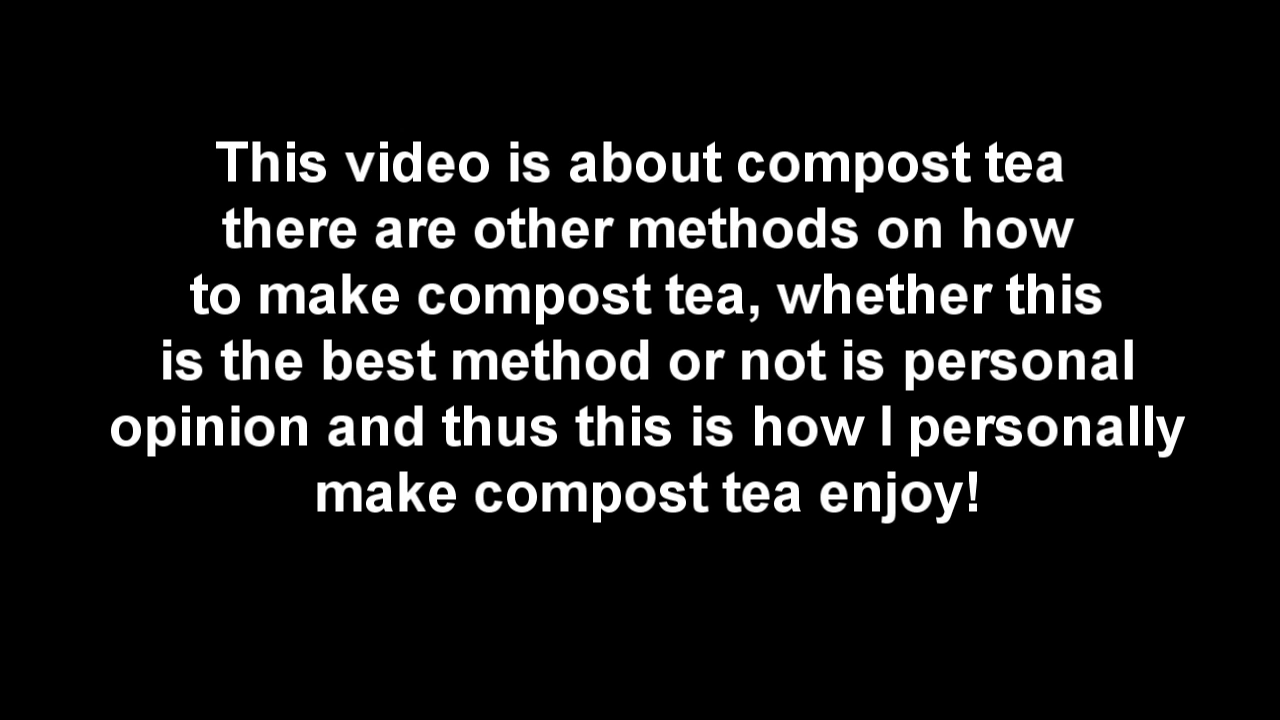 This video is about compost tea
there are other methods on how
to make compost tea, whether this
is the best method or not is personal
opinion and thus this is how I personally
make compost tea enjoy!